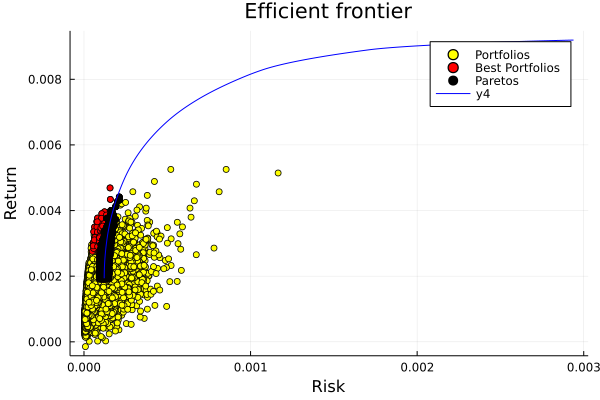 Efficient frontier
Portfolios
Best Portfolios
Paretos
y4
Return
0.008
0.006
0.004
0.002
0.000
0.000 0.001 0.002 0.003
Risk